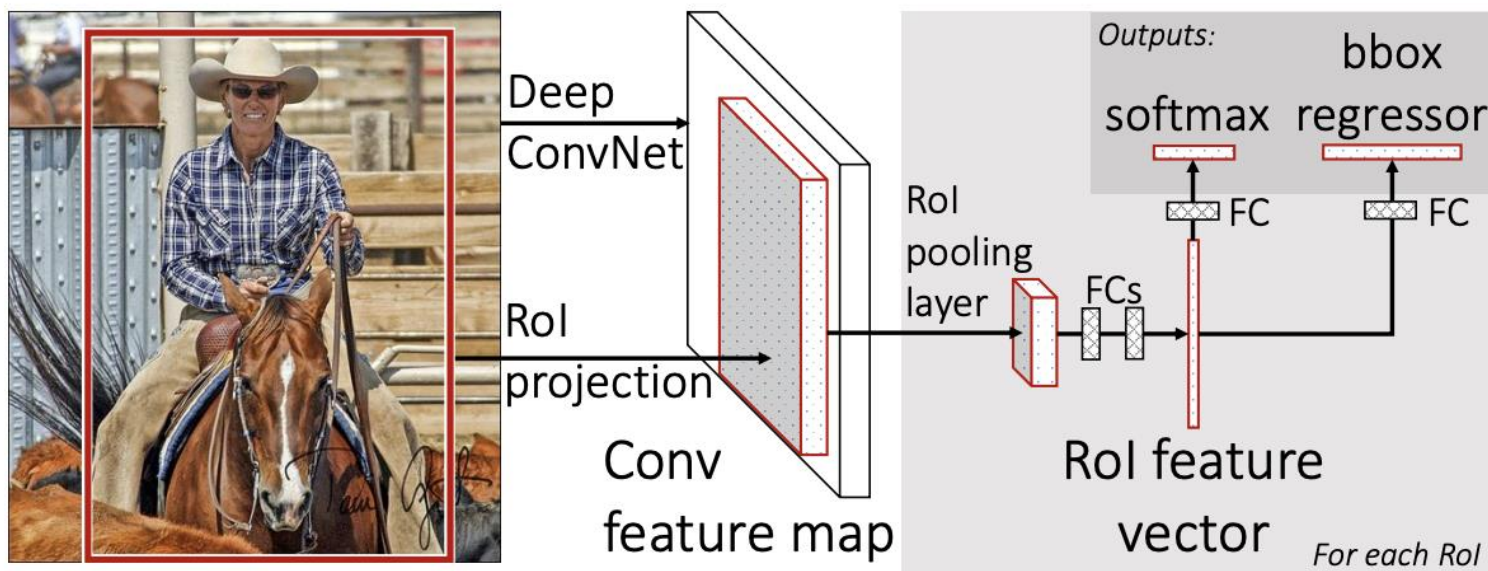 Deep
ConvNet
RoI
projection
Conv
feature map
RoI
pooling
layer
FCs
Outputs:
softmax
bbox
regressor
FC
FC
RoI feature
vector
For each RoI